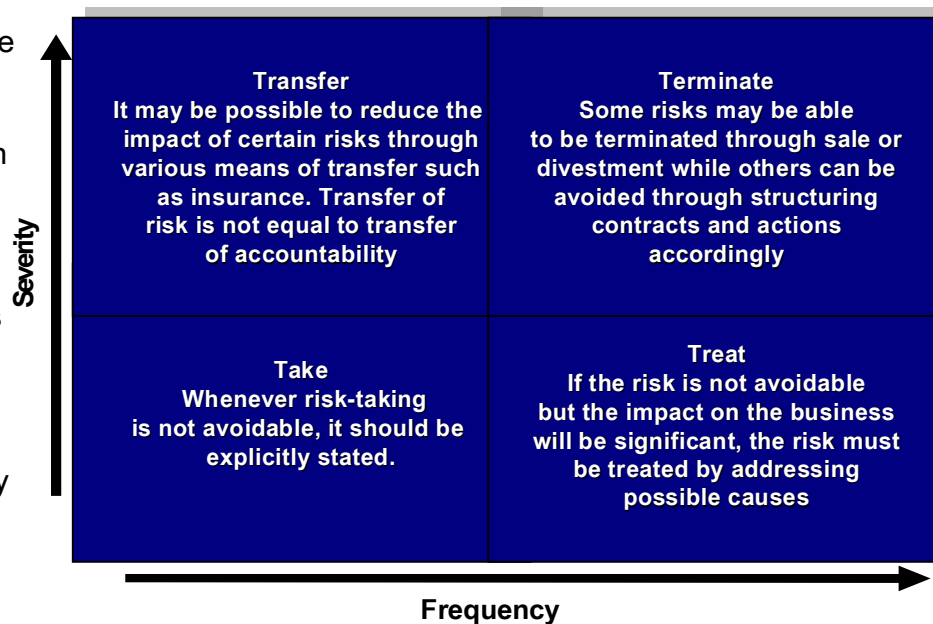 e
n
s
y
Severity
Transfer
It may be possible to reduce the
impact of certain risks through
various means of transfer such
as insurance. Transfer of
risk is not equal to transfer
of accountability
Terminate
Some risks may be able
to be terminated through sale or
divestment while others can be
avoided through structuring
contracts and actions
accordingly
Take
Whenever risk-taking
is not avoidable, it should be
explicitly stated.
Treat
If the risk is not avoidable
but the impact on the business
will be significant, the risk must
be treated by addressing
possible causes
Frequency